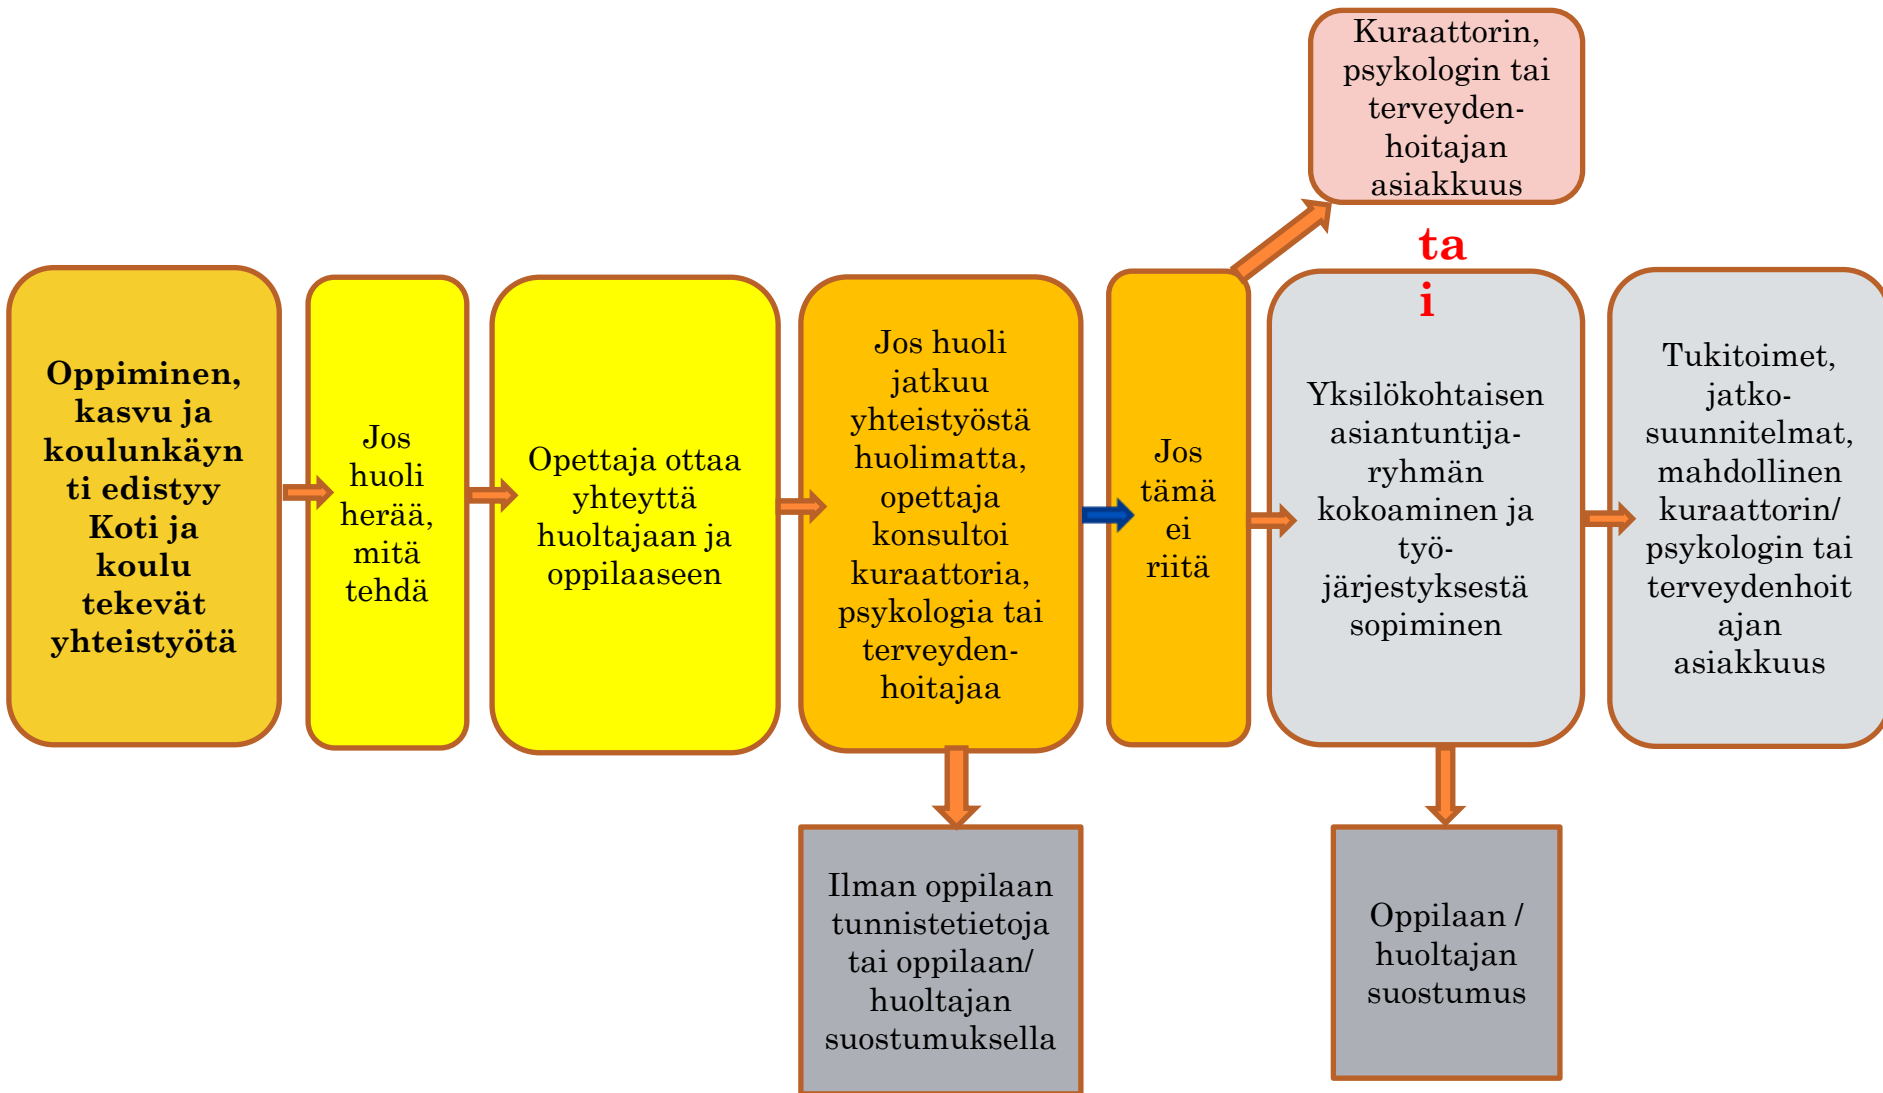 Kuraattorin,
psykologin tai
terveyden-
hoitajan
asiakkuus
ta
i
Oppiminen,
kasvu ja
koulunkäyn
ti edistyy
Koti ja
koulu
tekevät
yhteistyötä
Jos
huoli
herää,
mitä
tehdä
Opettaja ottaa
yhteyttä
huoltajaan ja
oppilaaseen
Jos huoli
jatkuu
yhteistyöstä
huolimatta,
opettaja
konsultoi
kuraattoria,
psykologia tai
terveyden-
hoitajaa
Jos
tämä
ei
riitä
Yksilökohtaisen
asiantuntija-
ryhmän
kokoaminen ja
työ-
järjestyksestä
sopiminen
Tukitoimet,
jatko-
suunnitelmat,
mahdollinen
kuraattorin/
psykologin tai
terveydenhoit
ajan
asiakkuus
Ilman oppilaan
tunnistetietoja
tai oppilaan/
huoltajan
suostumuksella
Oppilaan /
huoltajan
suostumus